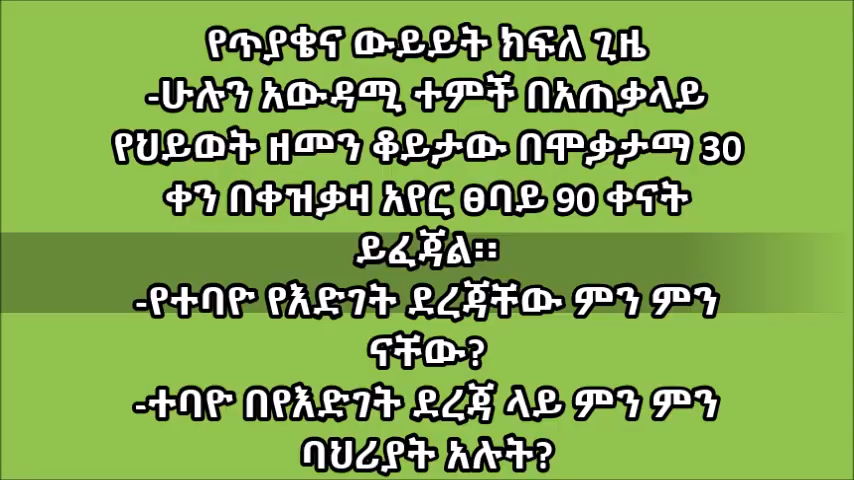 የጥያቄና ውይይት ክፍለ ጊዜ
-ሁሉን አውዳሚ ተምች በአጠቃላይ
የህይወት ዘመን ቆይታው በሞቃታማ 30
ቀን በቀዝቃዛ አየር ፀባይ 90 ቀናት
ይፈጃል።
-የተባዮ የእድገት ደረጃቸው ምን ምን
ናቸው?
-ተባዮ በየእድገት ደረጃ ላይ ምን ምን
ባህሪያት አሉት?